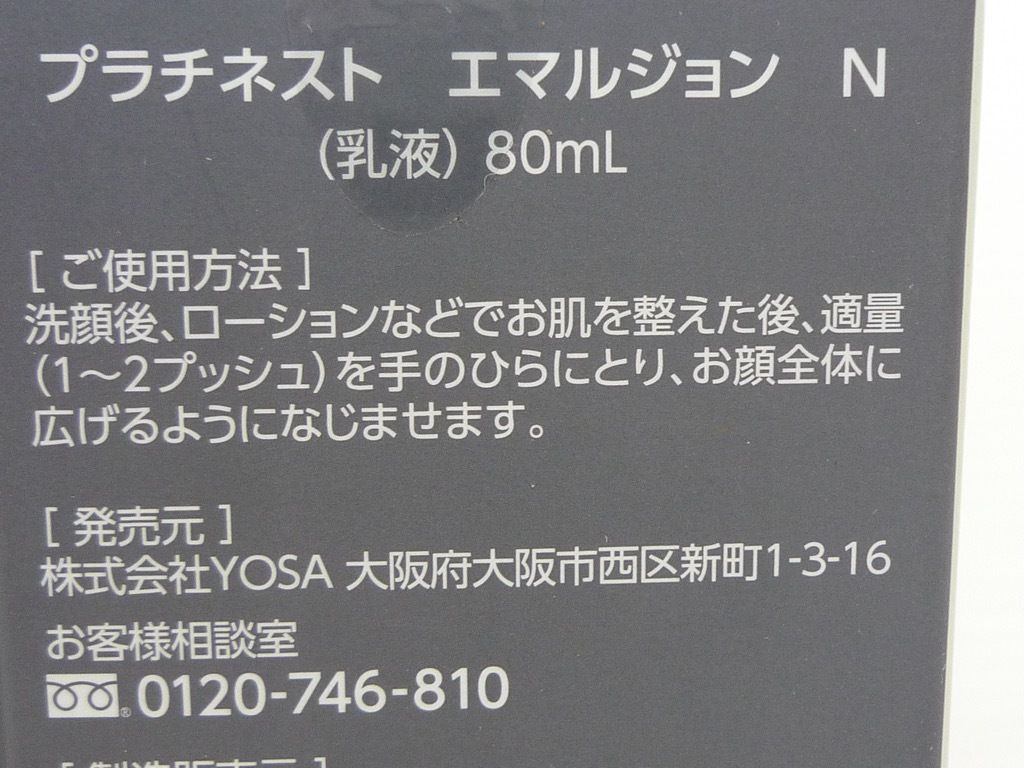 プラチネスト　エマルジョン　N
(乳液) 80mL
[ ご使用方法 ]
洗顔後、ローションなどでお肌を整えた後、適量
(1〜2プッシュ)を手のひらにとり、お顔全体に
広げるようになじませます。
[ 発売元 ]
株式会社YOSA 大阪府大阪市西区新町1-3-16
お客様相談室
® 0120-746-810
[ 製造販売元 ]